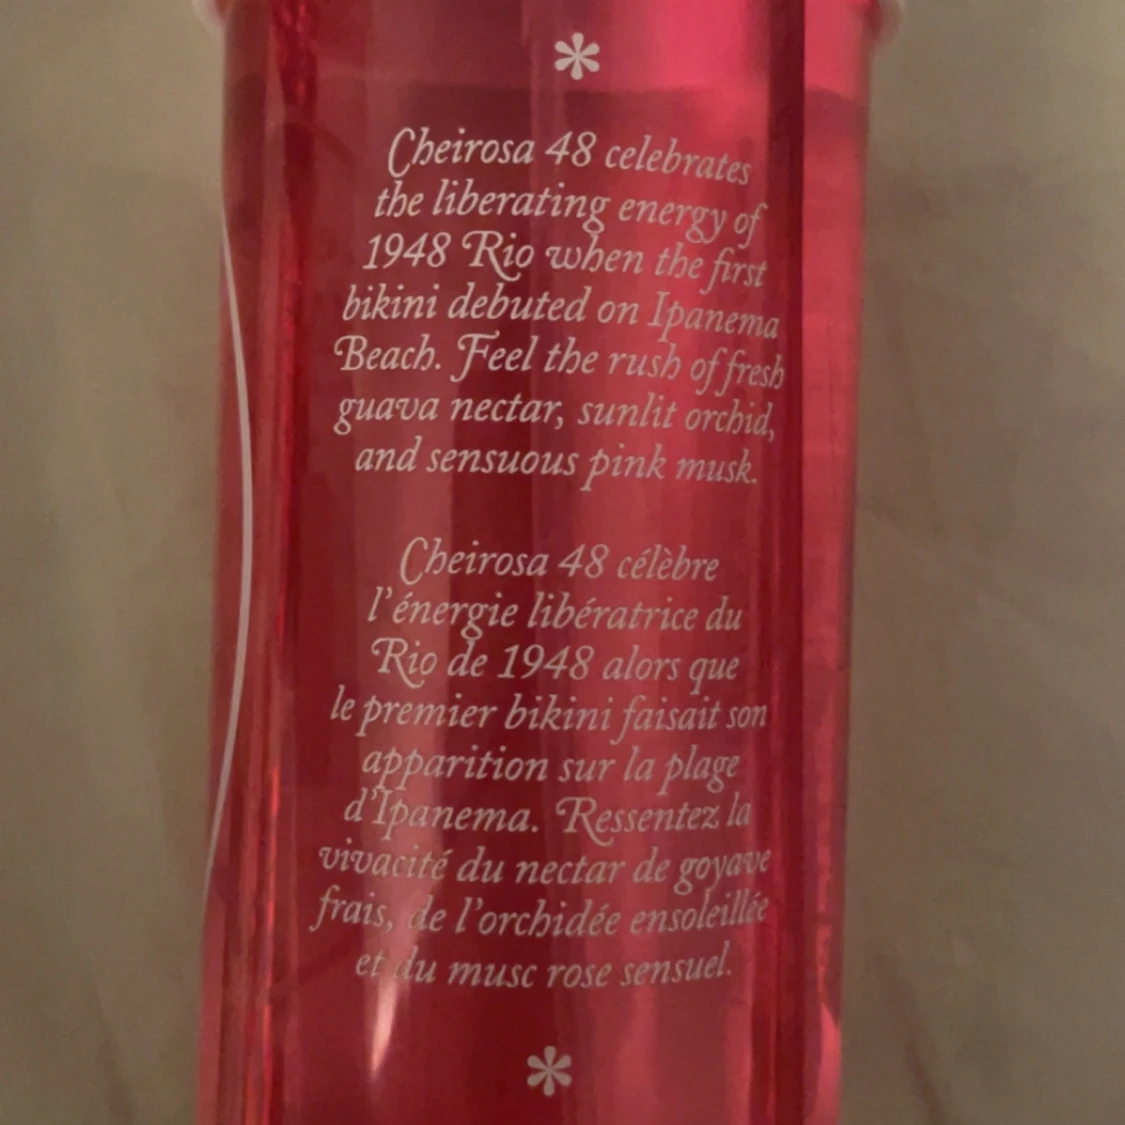 Cheirosa 48 celebrates
the liberating energy of
1948 Rio when the first
bikini debuted on Ipanema
Beach. Feel the rush of fresh
guava nectar, sunlit orchid,
and sensuous pink musk.
Cheirosa 48 célèbre
l'énergie libératrice du
Rio de 1948 alors que
le premier bikini faisait son
apparition sur la plage
d'Ipanema. Ressentez la
vivacité du nectar de goyave
frais, de l'orchidée ensoleillée
et du musc rose sensuel.